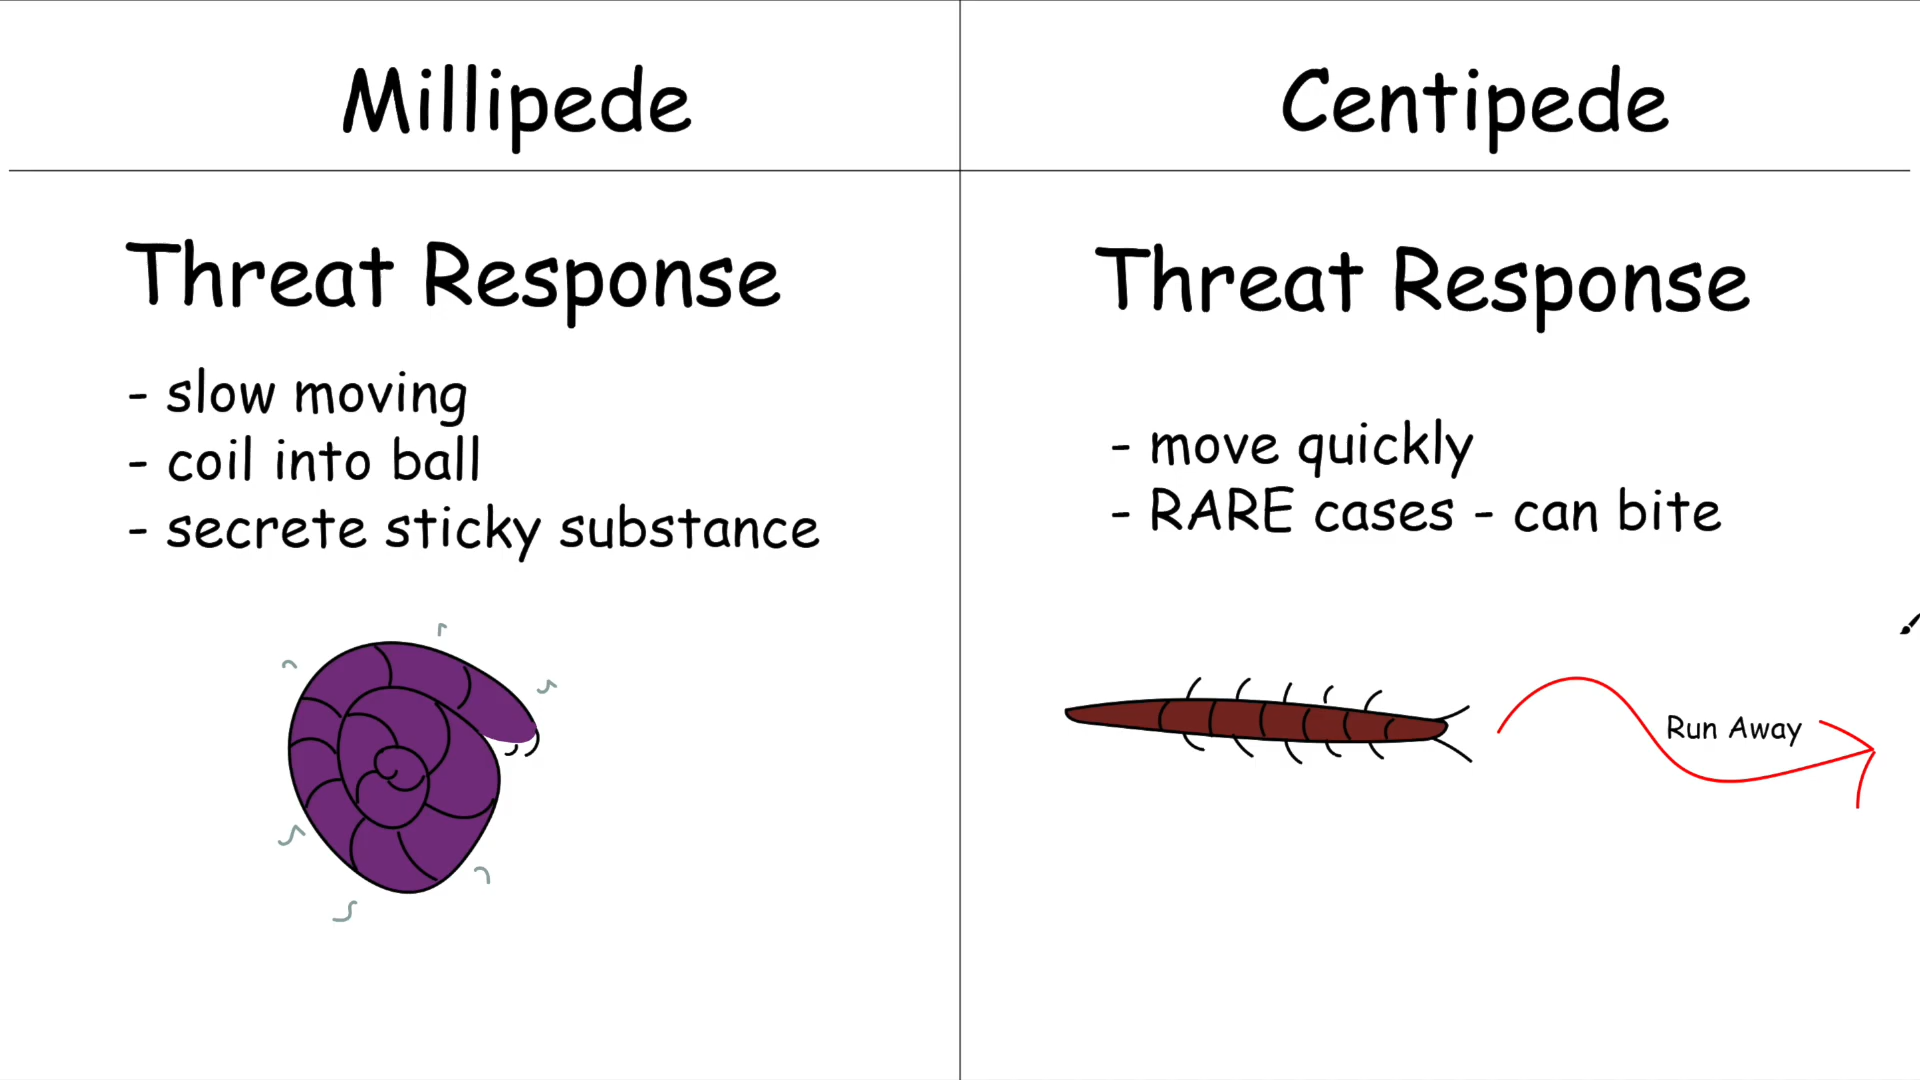 Millipede
Threat Response
- slow moving
- coil into ball
- secrete sticky substance
Centipede
Threat Response
- move quickly
- RARE cases - can bite
Run Away